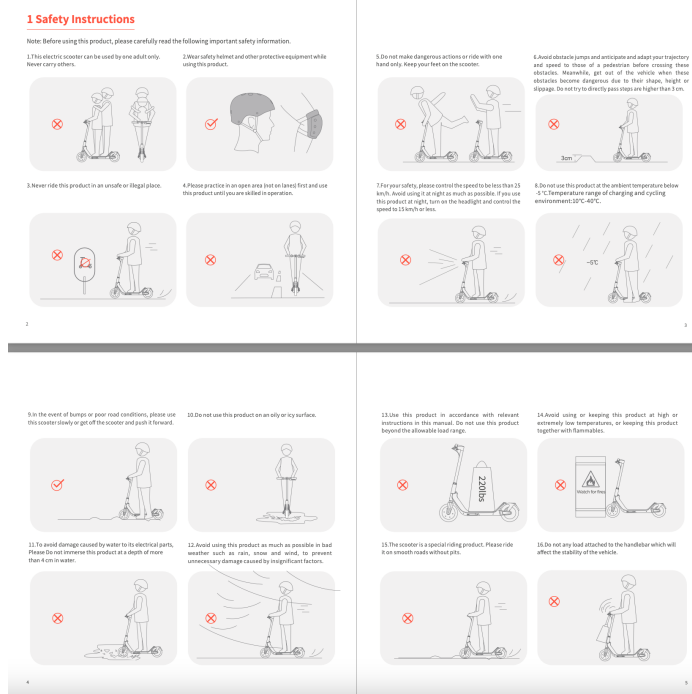 1 Safety Instructions
Note: Before using this product, please carefully read the following important safety information.
1.This electric scooter can be used by one adult only.
Never carry others.
2.Wear safety helmet and other protective equipment while
using this product.
3.Never ride this product in an unsafe or illegal place.
4.Please practice in an open area (not on lanes) first and use
this product until you are skilled in operation.
5.Do not make dangerous actions or ride with one
hand only. Keep your feet on the scooter.
6.Avoid obstacle jumps and anticipate and adapt your trajectory
and speed to those of a pedestrian before crossing these
obstacles. Meanwhile, get out of the vehicle when these
obstacles become dangerous due to their shape, height or
slippage. Do not try to directly pass steps are higher than 3 cm.
3cm
7.For your safety, please control the speed to be less than 25
km/h. Avoid using it at night as much as possible. If you
use this product at night, turn on the headlight and control the
speed to 15 km/h or less.
8.Do not use this product at the ambient temperature below
-5 °C.Temperature range of charging and cycling
environment:10°C-40°C.
-5°C
9.In the event of bumps or poor road conditions, please use
this scooter slowly or get off the scooter and push it forward.
10.Do not use this product on an oily or icy surface.
11.To avoid damage caused by water to its electrical parts,
Please Do not immerse this product at a depth of more
than 4 cm in water.
12.Avoid using this product as much as possible in bad
weather such as rain, snow and wind, to prevent
unnecessary damage caused by insignificant factors.
4
13.Use this product in accordance with relevant
instructions in this manual. Do not use this product
beyond the allowable load range.
220lbs
14.Avoid using or keeping this product at high or
extremely low temperatures, or keeping this product
together with flammables.
Watch for fires
15.The scooter is a special riding product. Please ride
it on smooth roads without pits.
16.Do not any load attached to the handlebar which will
affect the stability of the vehicle.
5